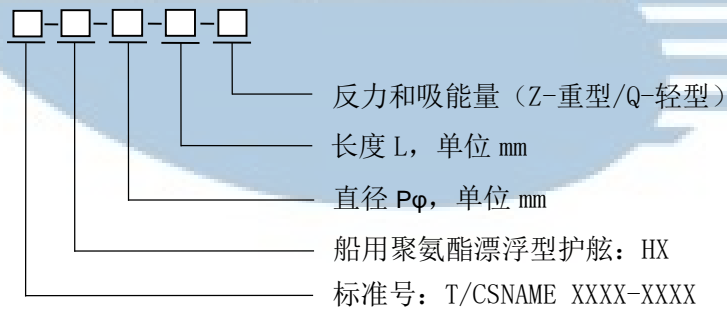 □-□-□-□-□
反力和吸能量（Z-重型/Q-轻型）
长度 L，单位 mm
直径 Pφ，单位 mm
船用聚氨酯漂浮型护舷：HX
标准号：T/CSNAME XXXX-XXXX